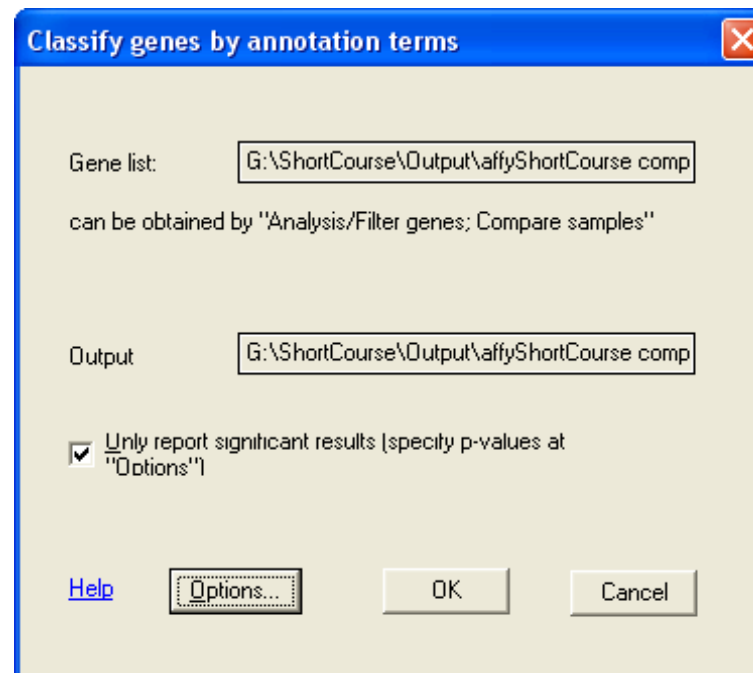 Classify genes by annotation terms
Gene list: G:\ShortCourse\Output\affyShortCourse comp
can be obtained by "Analysis/Filter genes; Compare samples"
Output G:\ShortCourse\Output\affyShortCourse comp
Only report significant results (specify p-values at
"Options")
Help Options... OK Cancel